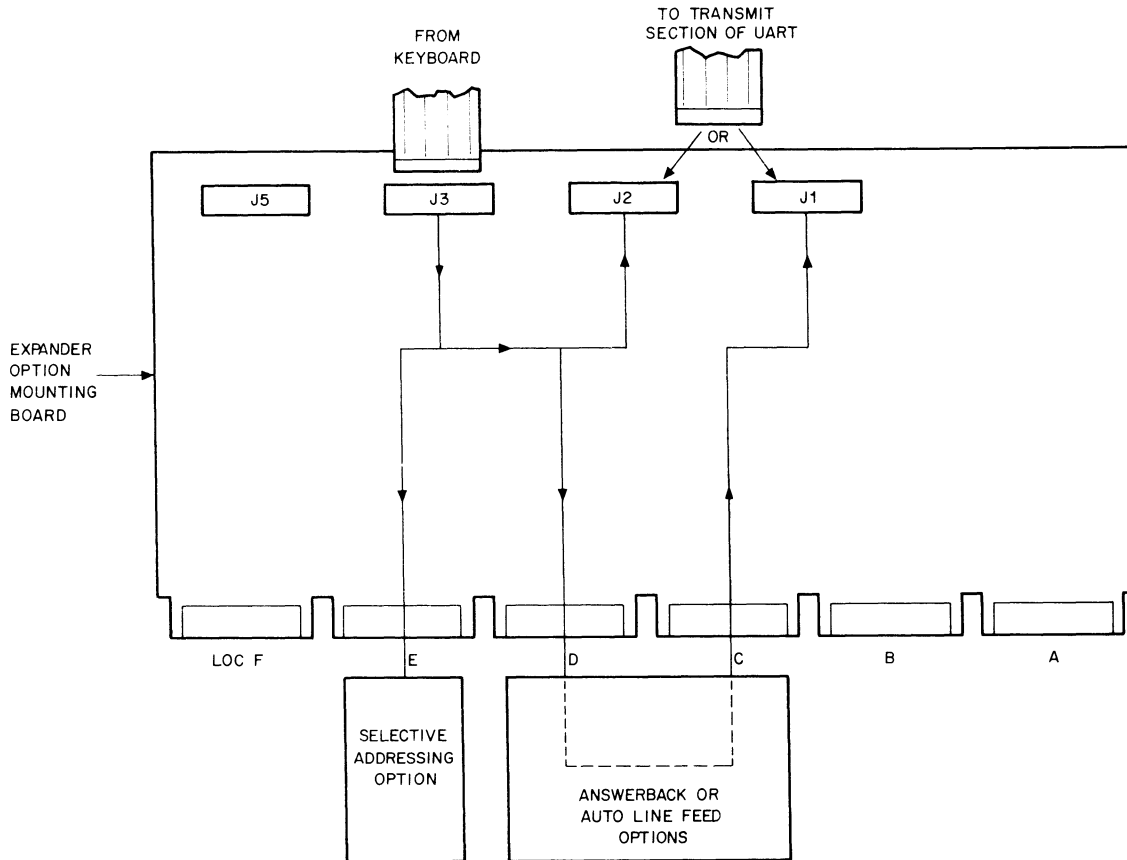 FROM
KEYBOARD
TO TRANSMIT
SECTION OF UART
OR
J5
J3
J2
J1
EXPANDER
OPTION
MOUNTING
BOARD
LOC F
E
D
C
B
A
SELECTIVE
ADDRESSING
OPTION
ANSWERBACK OR
AUTO LINE FEED
OPTIONS